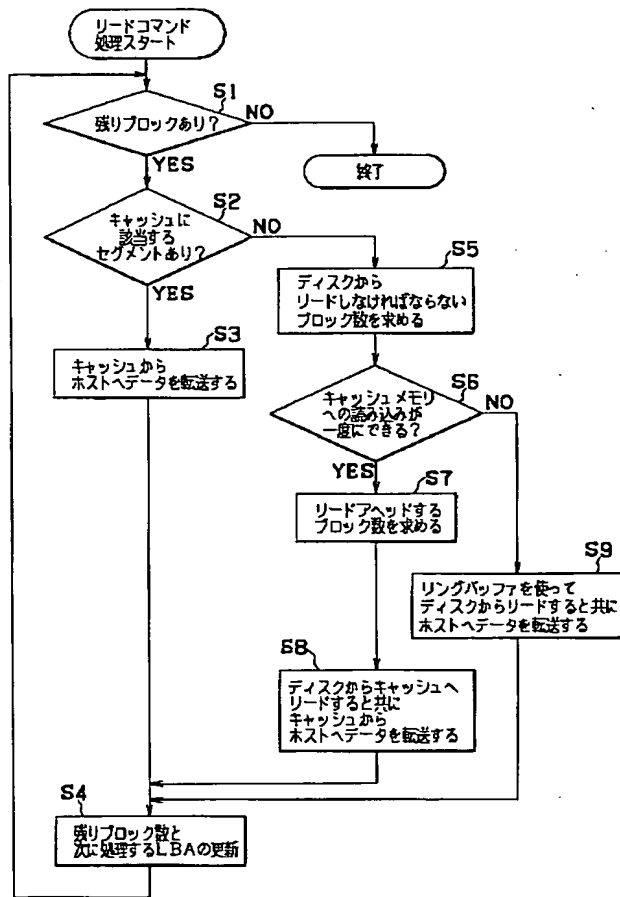 リードコマンド
処理スタート
S1
残りブロックあり?
NO
YES
終了
S2
キャッシュに
該当する
セグメントあり?
NO
YES
S5
ディスクから
リードしなければならない
ブロック数を求める
S3
キャッシュから
ホストへデータを転送する
S6
キャッシュメモリ
への読み込みが
一度にできる?
NO
YES
S7
リードアヘッドする
ブロック数を求める
S9
リングバッファを使って
ディスクからリードすると共に
ホストへデータを転送する
S8
ディスクからキャッシュへ
リードすると共に
キャッシュから
ホストへデータを転送する
S4
残りブロック数と
次に処理するLBAの更新